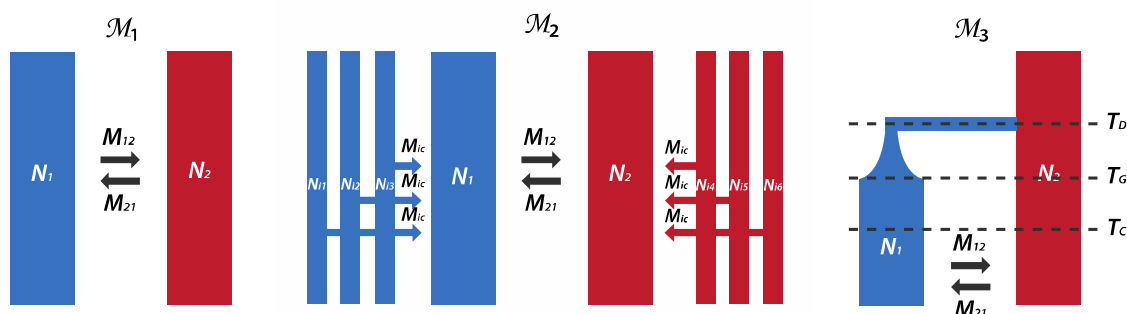 ℳ1
N1
M12
M21
N2
ℳ2
Ni1
Ni2
Ni3
Mic
Mic
Mic
N1
M12
M21
N2
Mic
Mic
Mic
Ni4
Ni5
Ni6
ℳ3
TD
N2
TG
TC
N1
M12
M21